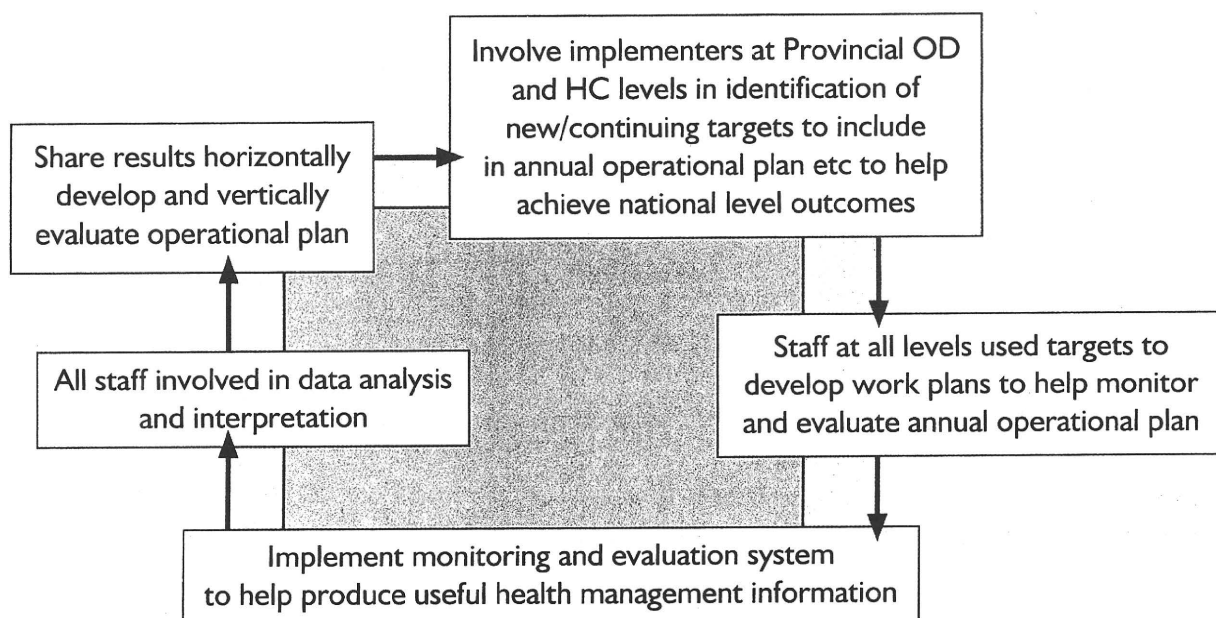 Involve implementers at Provincial OD
and HC levels in identification of
new/continuing targets to include
in annual operational plan etc to help
achieve national level outcomes
Share results horizontally
develop and vertically
evaluate operational plan
Staff at all levels used targets to
develop work plans to help monitor
and evaluate annual operational plan
All staff involved in data analysis
and interpretation
Implement monitoring and evaluation system
to help produce useful health management information